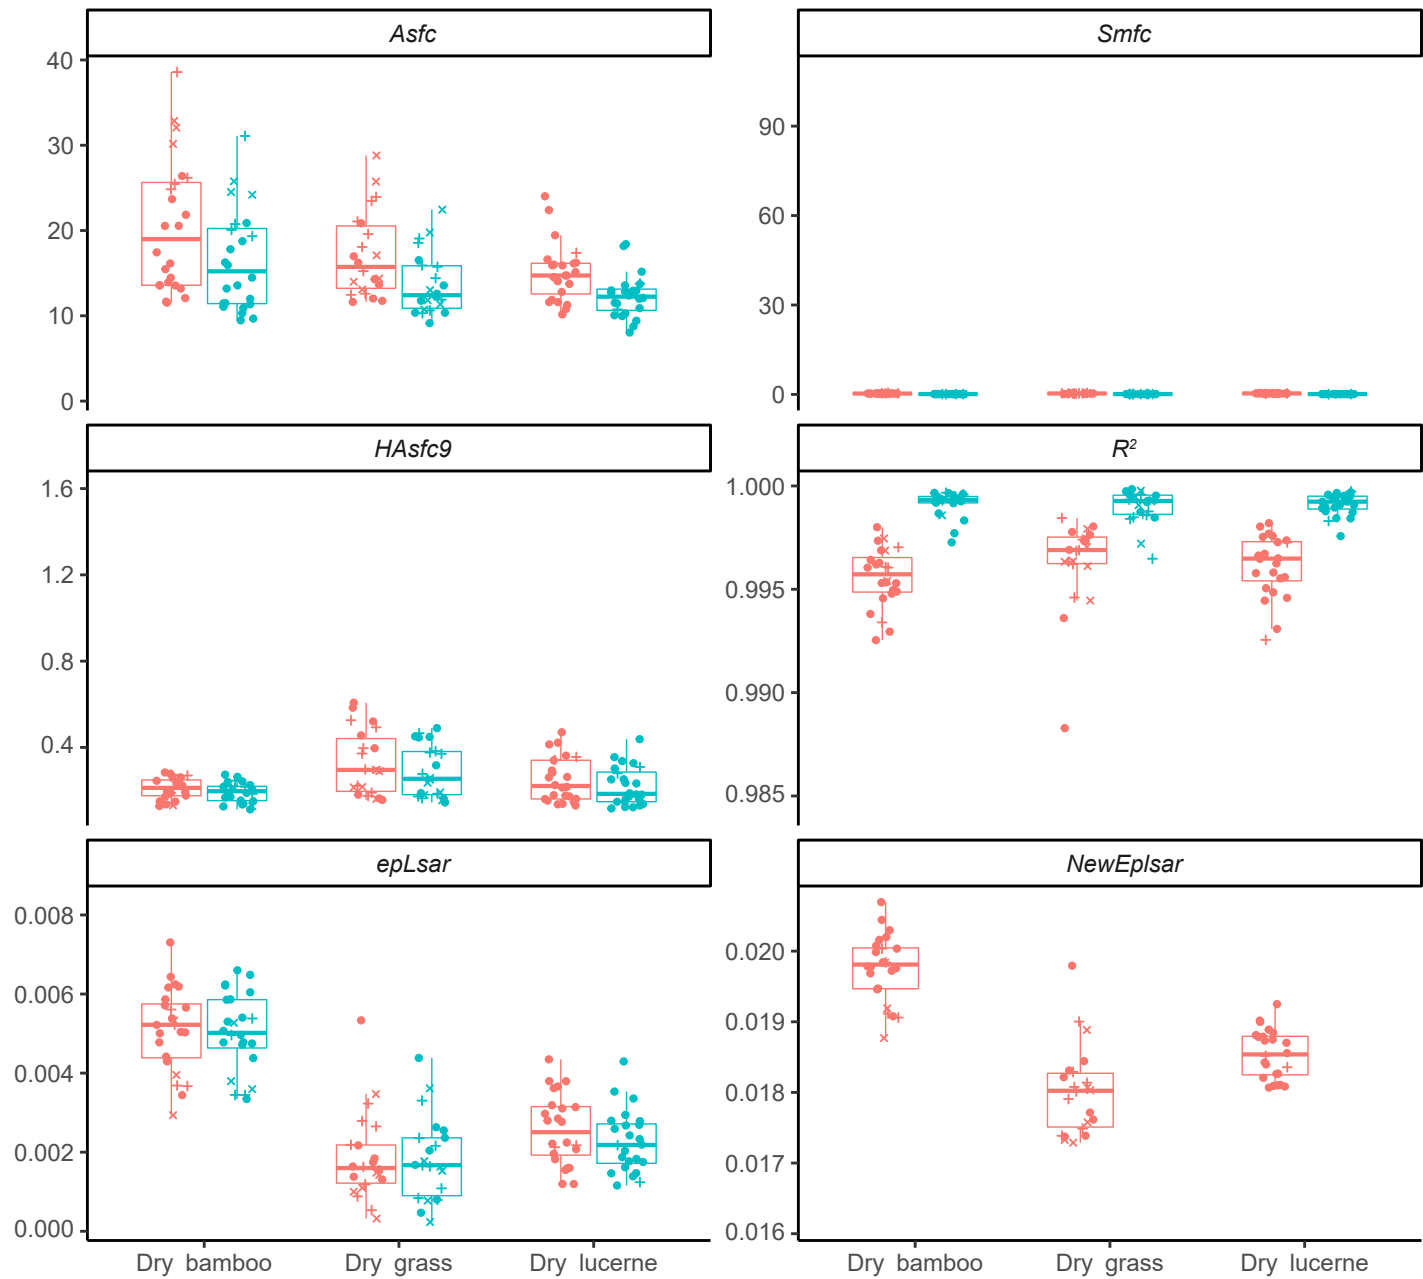 Asfc
Smfc
40
30
20
10
0
90
60
30
0
HAsfc9
R²
1.6
1.2
0.8
0.4
1.000
0.995
0.990
0.985
epLsar
NewEplsar
0.008
0.006
0.004
0.002
0.000
0.020
0.019
0.018
0.017
0.016
Dry bamboo
Dry grass
Dry lucerne
Dry bamboo
Dry grass
Dry lucerne